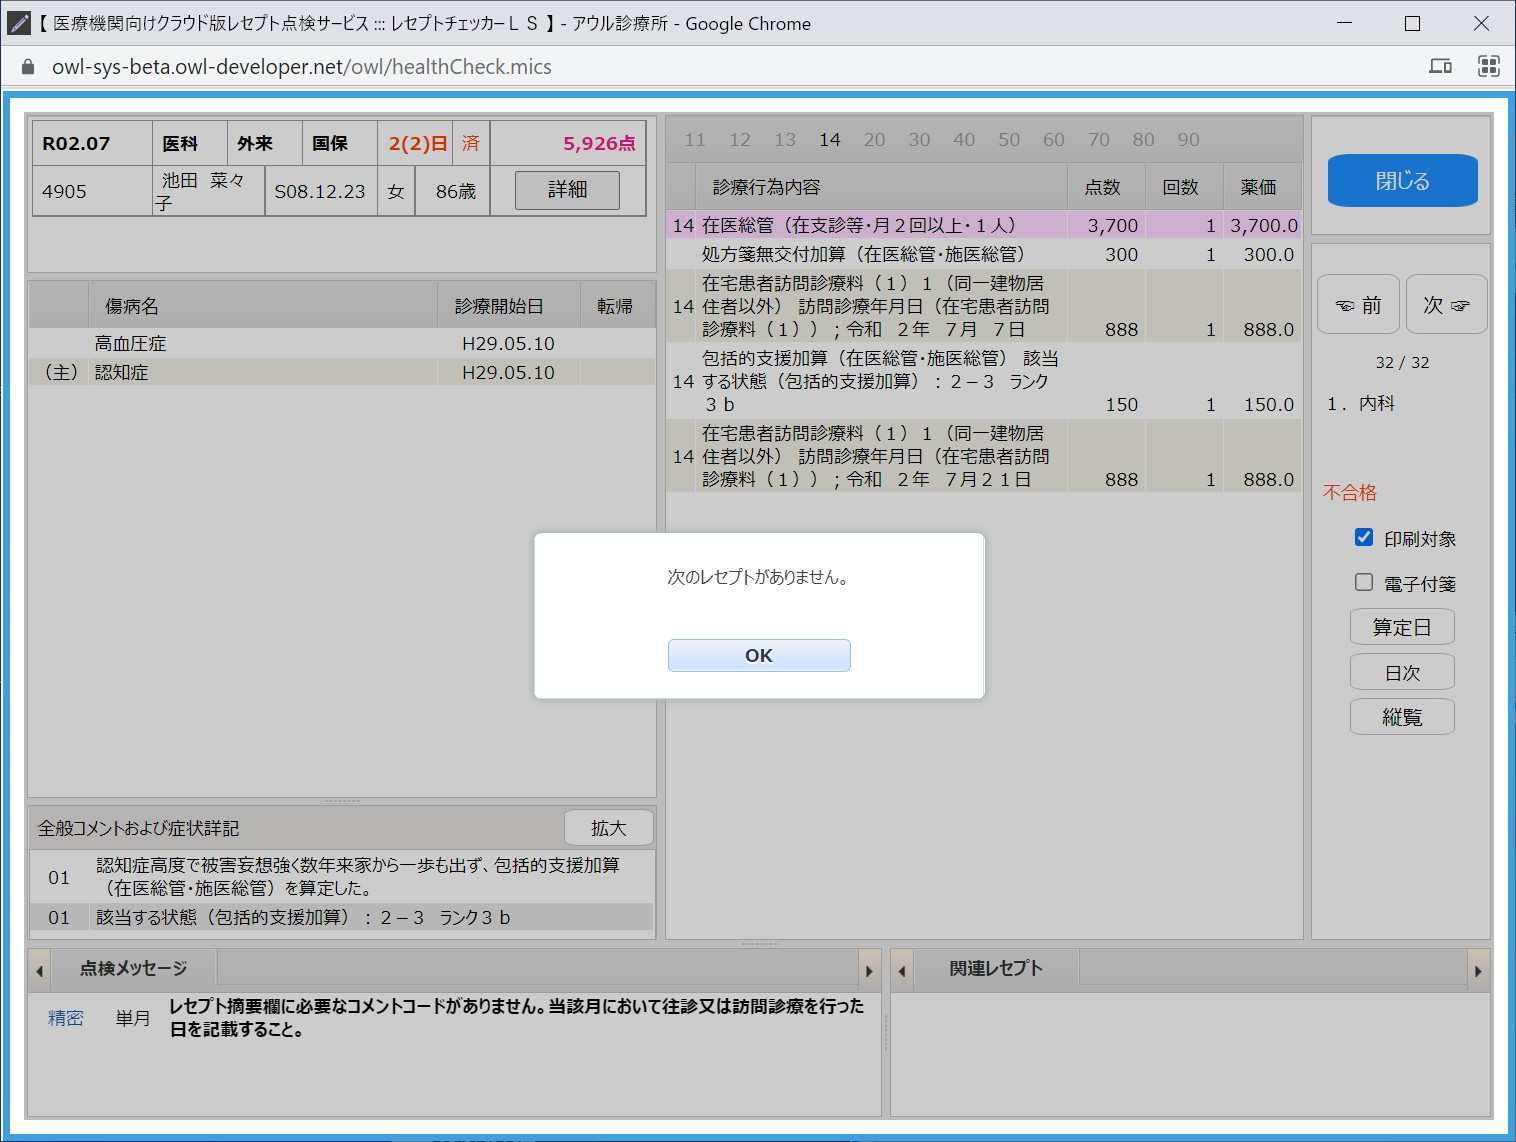 【 医療機関向けクラウド版レセプト点検サービス ::: レセプトチェッカーＬＳ 】 - アウル診療所 - Google Chrome
owl-sys-beta.owl-developer.net/owl/healthCheck.mics
R02.07 医科 外来 国保 2(2)日 済 5,926点
4905 池田　菜々子 S08.12.23 女 86歳 詳細
傷病名 診療開始日 転帰
高血圧症 H29.05.10
（主） 認知症 H29.05.10
全般コメントおよび症状詳記 拡大
01 認知症高度で被害妄想強く数年来家から一歩も出ず、包括的支援加算
（在医総管・施医総管）を算定した。
01 該当する状態（包括的支援加算）：２－３　ランク３ｂ
11 12 13 14 20 30 40 50 60 70 80 90
診療行為内容 点数 回数 薬価
14 在医総管（在支診等・月２回以上・１人） 3,700 1 3,700.0
処方箋無交付加算（在医総管・施医総管） 300 1 300.0
在宅患者訪問診療料（１）１（同一建物居
14 住者以外）　訪問診療年月日（在宅患者訪問
診療料（１））；令和　２年　７月　７日 888 1 888.0
包括的支援加算（在医総管・施医総管）　該当
14 する状態（包括的支援加算）：２－３　ランク
３ｂ 150 1 150.0
在宅患者訪問診療料（１）１（同一建物居
14 住者以外）　訪問診療年月日（在宅患者訪問
診療料（１））；令和　２年　７月２１日 888 1 888.0
閉じる
☜ 前 次 ☞
32 / 32
１．内科
不合格
印刷対象
電子付箋
算定日
日次
縦覧
次のレセプトがありません。
OK
点検メッセージ
精密 単月 レセプト摘要欄に必要なコメントコードがありません。当該月において往診又は訪問診療を行った
日を記載すること。
関連レセプト